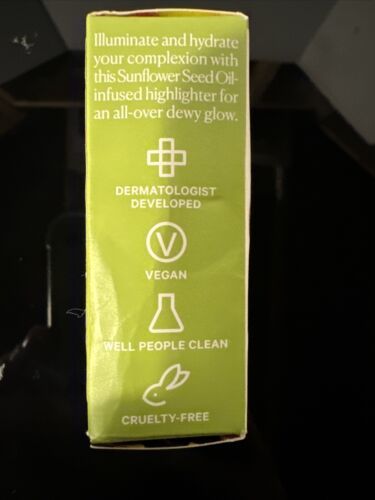 Illuminate and hydrate
your complexion with
this Sunflower Seed Oil-
infused highlighter for
an all-over dewy glow.
DERMATOLOGIST
DEVELOPED
V
VEGAN
WELL PEOPLE CLEAN
CRUELTY-FREE